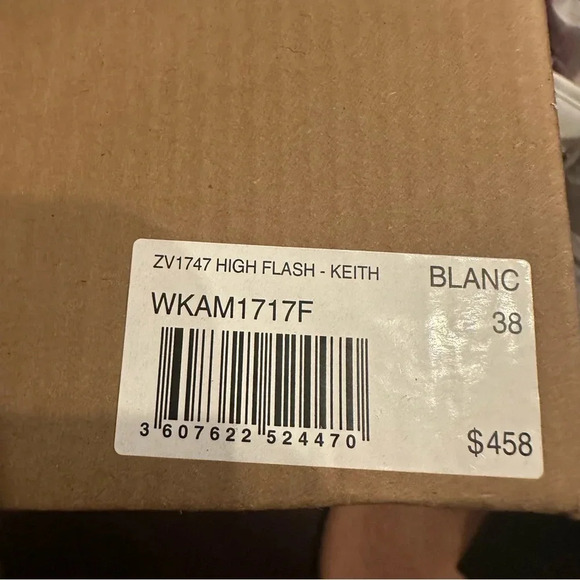 ZV1747 HIGH FLASH - KEITH
BLANC
WKAM1717F
38
3 607622 524470
$458